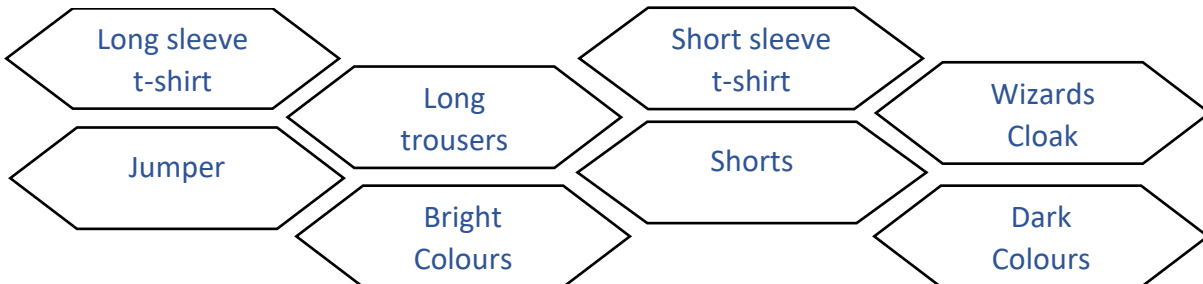 Long sleeve
t-shirt
Short sleeve
t-shirt
Long
trousers
Wizards
Cloak
Jumper
Shorts
Bright
Colours
Dark
Colours